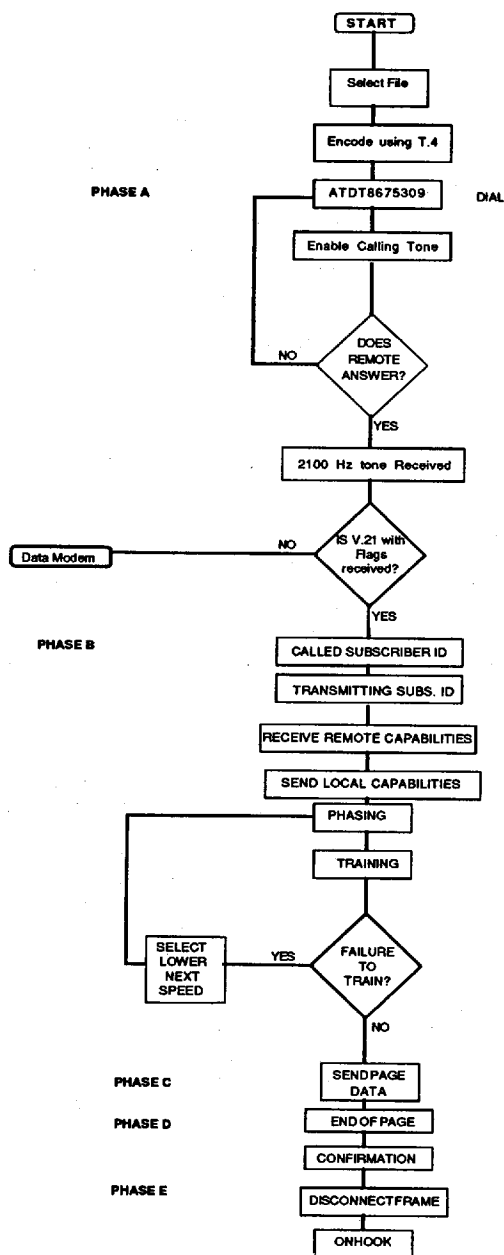 START
Select File
Encode using T.4
PHASE A
ATDT8675309
DIAL
Enable Calling Tone
DOES
REMOTE
ANSWER?
NO
YES
2100 Hz tone Received
IS V.21 with
Flags
received?
NO
Data Modem
YES
PHASE B
CALLED SUBSCRIBER ID
TRANSMITTING SUBS. ID
RECEIVE REMOTE CAPABILITIES
SEND LOCAL CAPABILITIES
PHASING
TRAINING
FAILURE
TO
TRAIN?
YES
SELECT
LOWER
NEXT
SPEED
NO
PHASE C
SEND PAGE
DATA
PHASE D
END OF PAGE
CONFIRMATION
PHASE E
DISCONNECT FRAME
ONHOOK